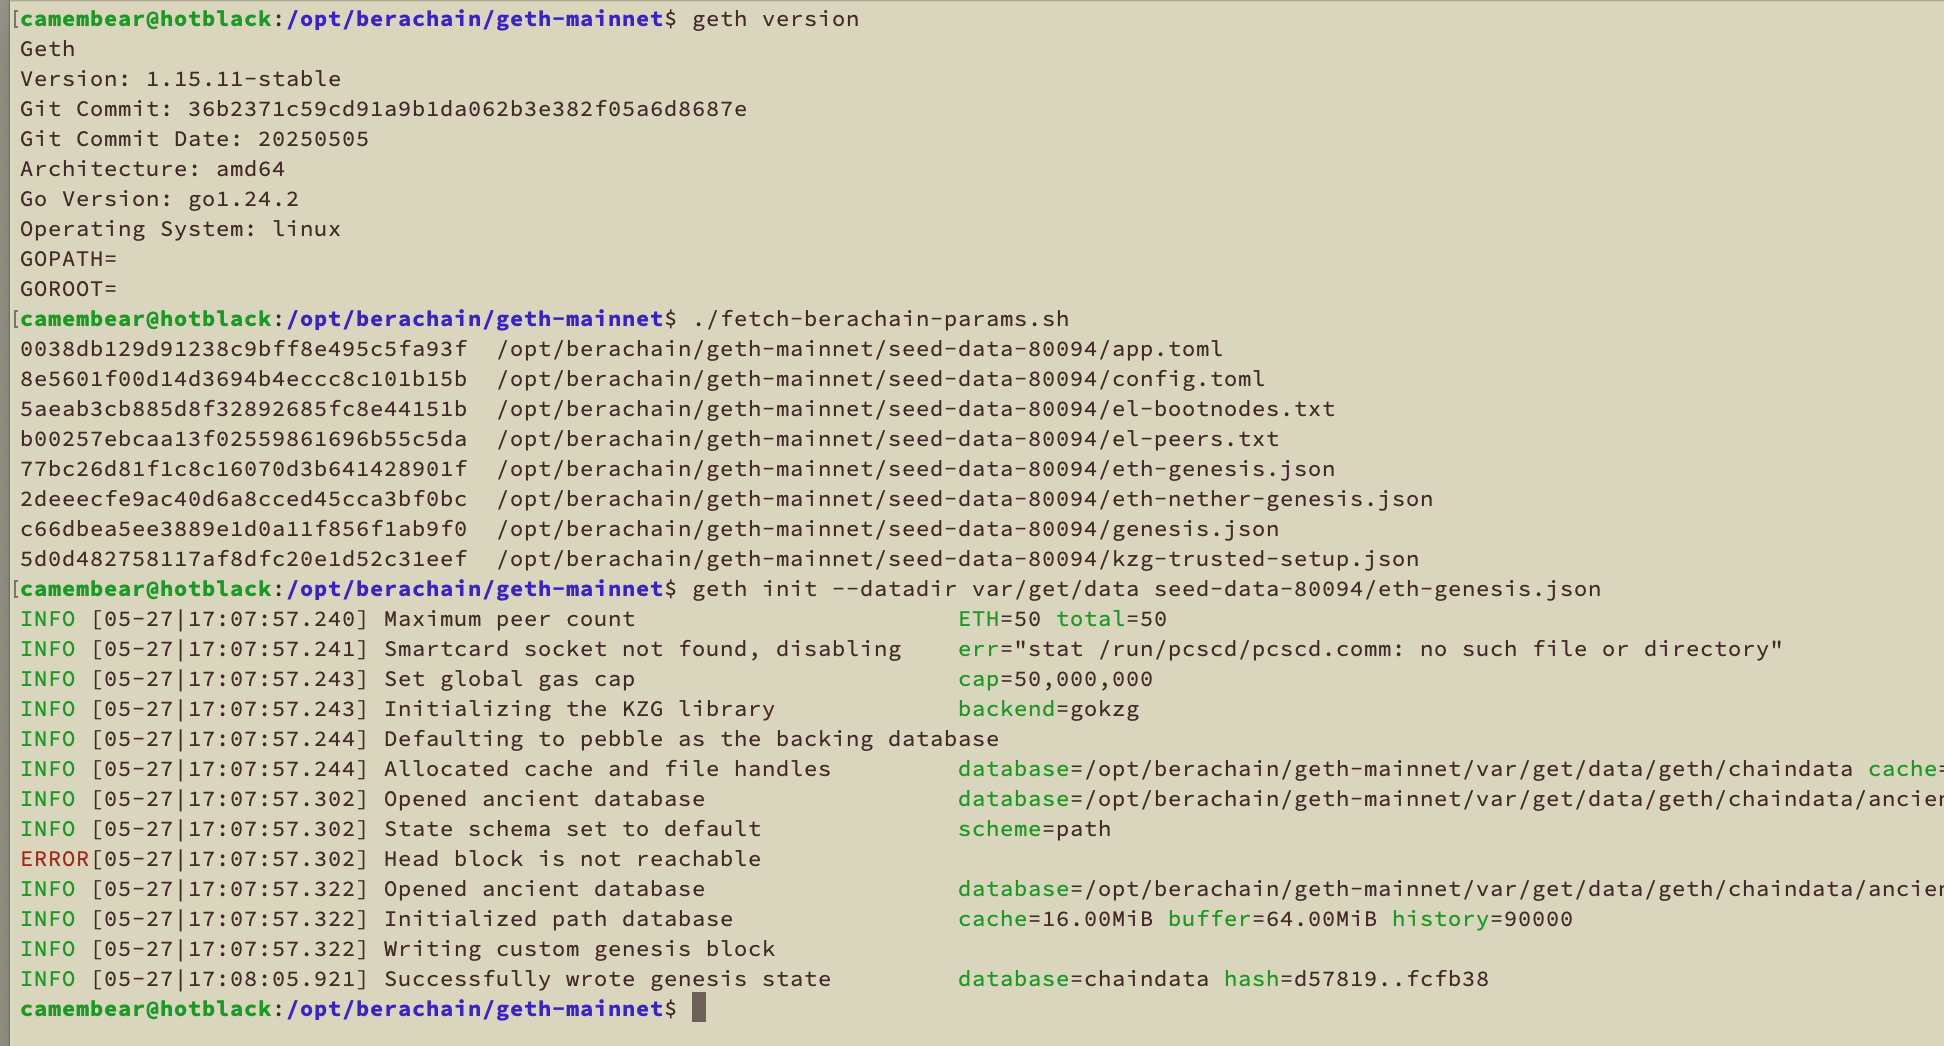 [camembear@hotblack:/opt/berachain/geth-mainnet$ geth version
Geth
Version: 1.15.11-stable
Git Commit: 36b2371c59cd91a9b1da062b3e382f05a6d8687e
Git Commit Date: 20250505
Architecture: amd64
Go Version: go1.24.2
Operating System: linux
GOPATH=
GOROOT=
[camembear@hotblack:/opt/berachain/geth-mainnet$ ./fetch-berachain-params.sh
0038db129d91238c9bff8e495c5fa93f  /opt/berachain/geth-mainnet/seed-data-80094/app.toml
8e5601f00d14d3694b4eccc8c101b15b  /opt/berachain/geth-mainnet/seed-data-80094/config.toml
5aeab3cb885d8f32892685fc8e44151b  /opt/berachain/geth-mainnet/seed-data-80094/el-bootnodes.txt
b00257ebcaa13f02559861696b55c5da  /opt/berachain/geth-mainnet/seed-data-80094/el-peers.txt
77bc26d81f1c8c16070d3b641428901f  /opt/berachain/geth-mainnet/seed-data-80094/eth-genesis.json
2deeecfe9ac40d6a8cced45cca3bf0bc  /opt/berachain/geth-mainnet/seed-data-80094/eth-nether-genesis.json
c66dbea5ee3889e1d0a11f856f1ab9f0  /opt/berachain/geth-mainnet/seed-data-80094/genesis.json
5d0d482758117af8dfc20e1d52c31eef  /opt/berachain/geth-mainnet/seed-data-80094/kzg-trusted-setup.json
[camembear@hotblack:/opt/berachain/geth-mainnet$ geth init --datadir var/get/data seed-data-80094/eth-genesis.json
INFO [05-27|17:07:57.240] Maximum peer count                       ETH=50 total=50
INFO [05-27|17:07:57.241] Smartcard socket not found, disabling    err="stat /run/pcscd/pcscd.comm: no such file or directory"
INFO [05-27|17:07:57.243] Set global gas cap                       cap=50,000,000
INFO [05-27|17:07:57.243] Initializing the KZG library             backend=gokzg
INFO [05-27|17:07:57.244] Defaulting to pebble as the backing database
INFO [05-27|17:07:57.244] Allocated cache and file handles         database=/opt/berachain/geth-mainnet/var/get/data/geth/chaindata cache=
INFO [05-27|17:07:57.302] Opened ancient database                  database=/opt/berachain/geth-mainnet/var/get/data/geth/chaindata/ancien
INFO [05-27|17:07:57.302] State schema set to default              scheme=path
ERROR[05-27|17:07:57.302] Head block is not reachable
INFO [05-27|17:07:57.322] Opened ancient database                  database=/opt/berachain/geth-mainnet/var/get/data/geth/chaindata/ancien
INFO [05-27|17:07:57.322] Initialized path database                cache=16.00MiB buffer=64.00MiB history=90000
INFO [05-27|17:07:57.322] Writing custom genesis block
INFO [05-27|17:08:05.921] Successfully wrote genesis state         database=chaindata hash=d57819..fcfb38
camembear@hotblack:/opt/berachain/geth-mainnet$